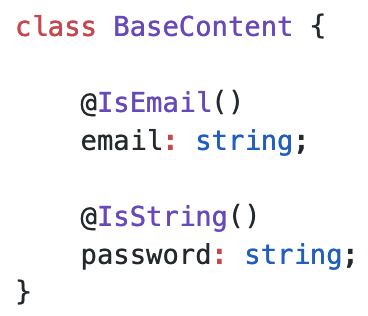 class BaseContent {
    @IsEmail()
    email: string;
    @IsString()
    password: string;
}